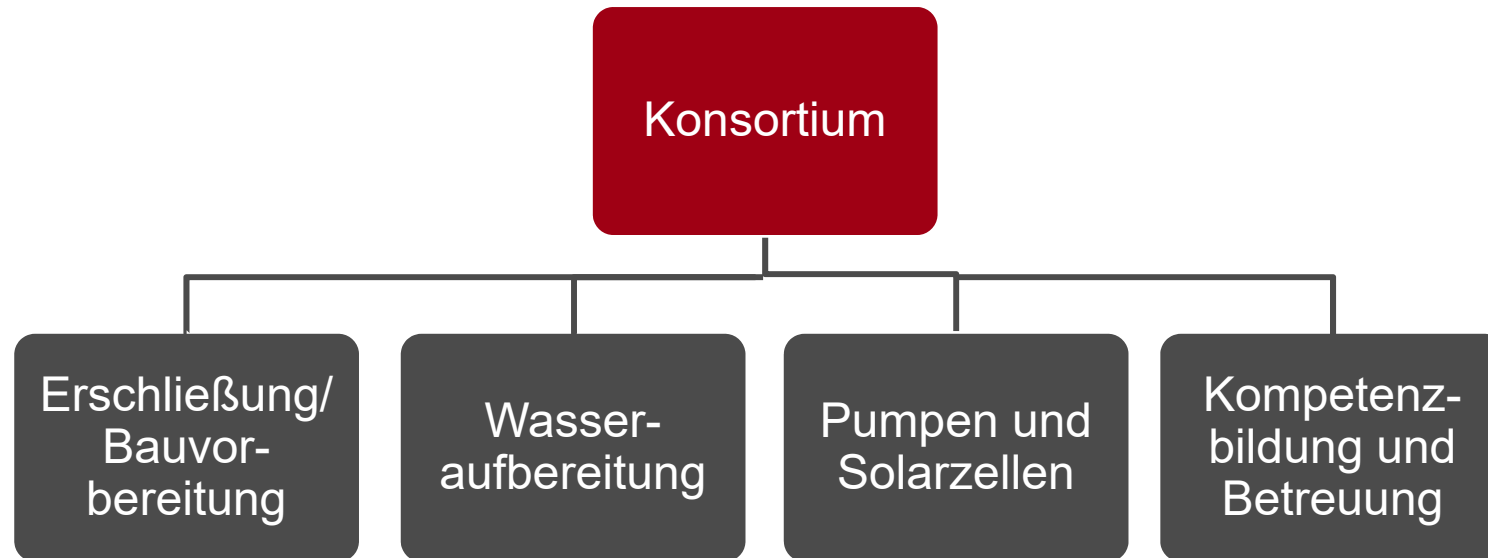 Konsortium
Erschließung/
Bauvor-
bereitung
Wasser-
aufbereitung
Pumpen und
Solarzellen
Kompetenz-
bildung und
Betreuung